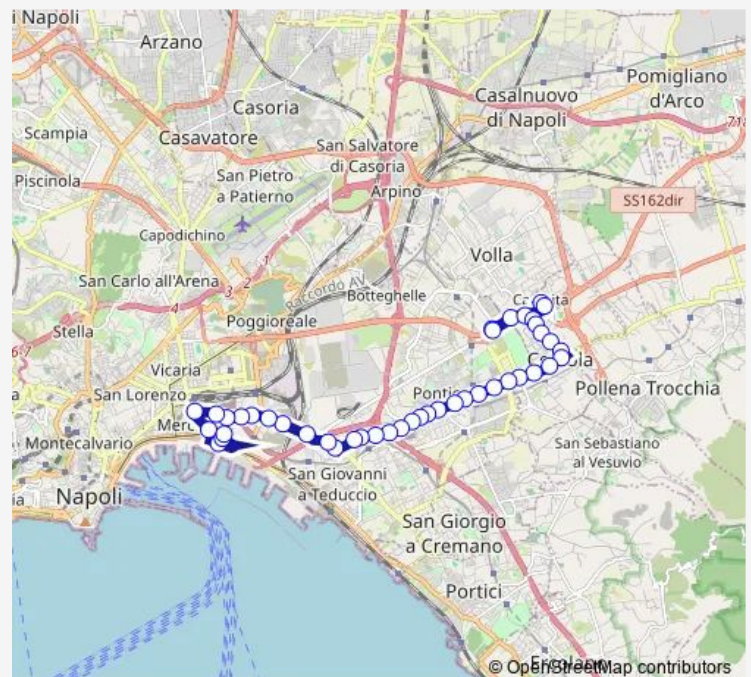 i Napoli
Arzano
Pomigliano
d'Arco
Casoria
Casalnuovo
di Napoli
Scampia
Casavatore
San Salvatore
di Casoria
Piscinola
San Pietro
a Patierno
Arpino
SS162dir
Capodichino
Volla
San Carlo all'Arena
Raccordo AV
Botteghelle
Stella
Poggioreale
Vicaria
San Lorenzo
Pollena Trocchia
Montecalvario
San Sebastiano
al Vesuvio
San Giovanni
a Teduccio
Napoli
San Giorgio
a Cremano
Portici
© OpenStreetMap contributors